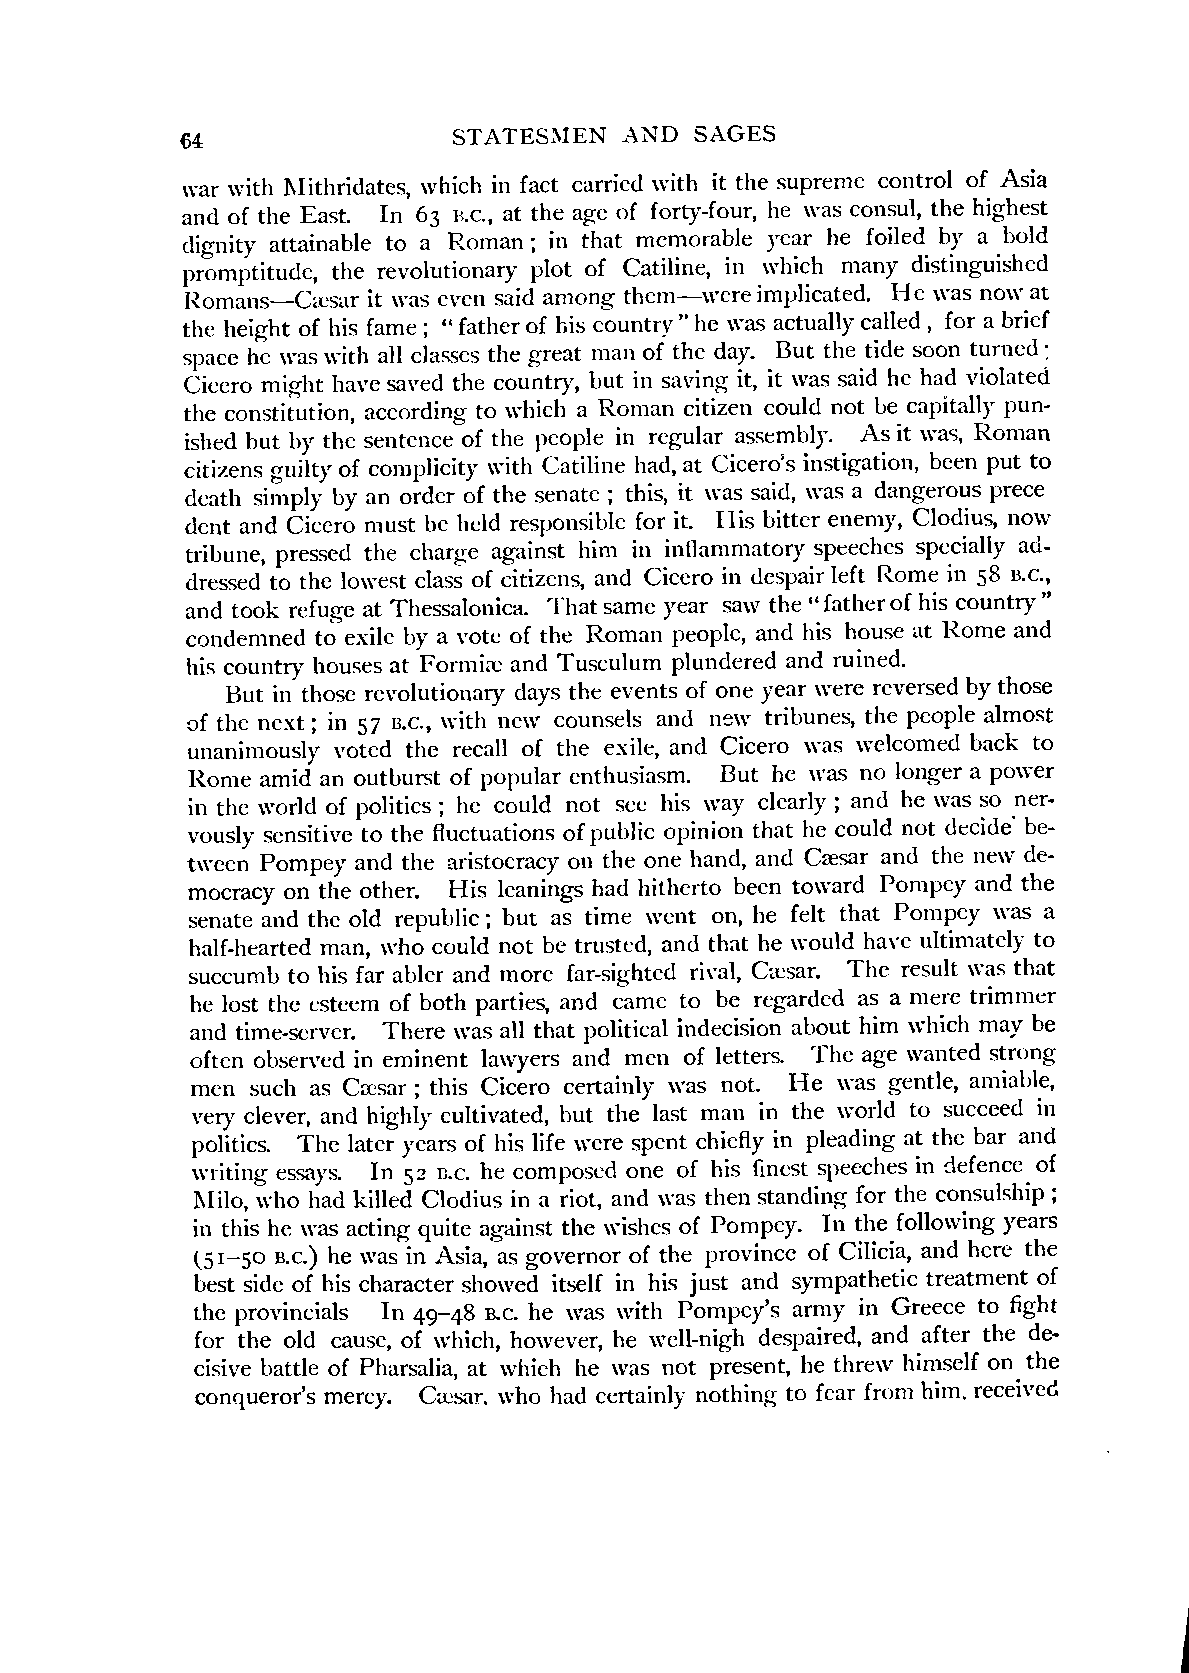 64 STATESMEN AND SAGES
war with Mithridates, which in fact carried with it the supreme control of Asia
and of the East. In 63 B.C., at the age of forty-four, he was consul, the highest
dignity attainable to a Roman ; in that memorable year he foiled by a bold
promptitude, the revolutionary plot of Catiline, in which many distinguished
Romans—Cæsar it was even said among them—were implicated. He was now at
the height of his fame ; “father of his country” he was actually called , for a brief
space he was with all classes the great man of the day. But the tide soon turned ;
Cicero might have saved the country, but in saving it, it was said he had violated
the constitution, according to which a Roman citizen could not be capitally pun-
ished but by the sentence of the people in regular assembly. As it was, Roman
citizens guilty of complicity with Catiline had, at Cicero's instigation, been put to
death simply by an order of the senate ; this, it was said, was a dangerous prece
dent and Cicero must be held responsible for it. His bitter enemy, Clodius, now
tribune, pressed the charge against him in inflammatory speeches specially ad-
dressed to the lowest class of citizens, and Cicero in despair left Rome in 58 B.C.,
and took refuge at Thessalonica. That same year saw the “father of his country”
condemned to exile by a vote of the Roman people, and his house at Rome and
his country houses at Formiæ and Tusculum plundered and ruined.
But in those revolutionary days the events of one year were reversed by those
of the next ; in 57 B.C., with new counsels and new tribunes, the people almost
unanimously voted the recall of the exile, and Cicero was welcomed back to
Rome amid an outburst of popular enthusiasm. But he was no longer a power
in the world of politics ; he could not see his way clearly ; and he was so ner-
vously sensitive to the fluctuations of public opinion that he could not decide be-
tween Pompey and the aristocracy on the one hand, and Cæsar and the new de-
mocracy on the other. His leanings had hitherto been toward Pompey and the
senate and the old republic ; but as time went on, he felt that Pompey was a
half-hearted man, who could not be trusted, and that he would have ultimately to
succumb to his far abler and more far-sighted rival, Cæsar. The result was that
he lost the esteem of both parties, and came to be regarded as a mere trimmer
and time-server. There was all that political indecision about him which may be
often observed in eminent lawyers and men of letters. The age wanted strong
men such as Cæsar ; this Cicero certainly was not. He was gentle, amiable,
very clever, and highly cultivated, but the last man in the world to succeed in
politics. The later years of his life were spent chiefly in pleading at the bar and
writing essays. In 52 B.C. he composed one of his finest speeches in defence of
Milo, who had killed Clodius in a riot, and was then standing for the consulship ;
in this he was acting quite against the wishes of Pompey. In the following years
(51–50 B.C.) he was in Asia, as governor of the province of Cilicia, and here the
best side of his character showed itself in his just and sympathetic treatment of
the provincials In 49–48 B.C. he was with Pompey's army in Greece to fight
for the old cause, of which, however, he well-nigh despaired, and after the de-
cisive battle of Pharsalia, at which he was not present, he threw himself on the
conqueror's mercy. Cæsar, who had certainly nothing to fear from him, received